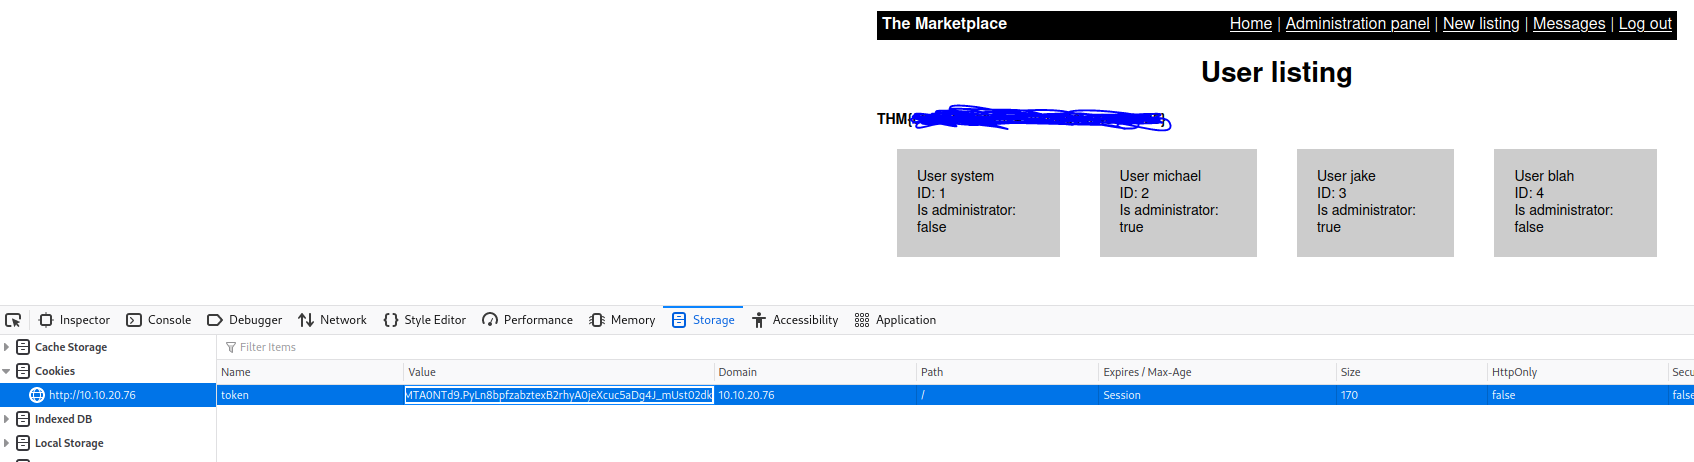 The Marketplace
Home | Administration panel | New listing | Messages | Log out
User listing
THM{ }
User system
ID: 1
Is administrator:
false
User michael
ID: 2
Is administrator:
true
User jake
ID: 3
Is administrator:
true
User blah
ID: 4
Is administrator:
false
Inspector Console Debugger Network Style Editor Performance Memory Storage Accessibility Application
Cache Storage
Cookies
http://10.10.20.76
Indexed DB
Local Storage
Filter Items
Name Value Domain Path Expires / Max-Age Size HttpOnly Secu
token MTA0NTd9.PyLn8bpfzabztexB2rhyA0jeXcuc5aDg4J_mUst02dk 10.10.20.76 / Session 170 false false